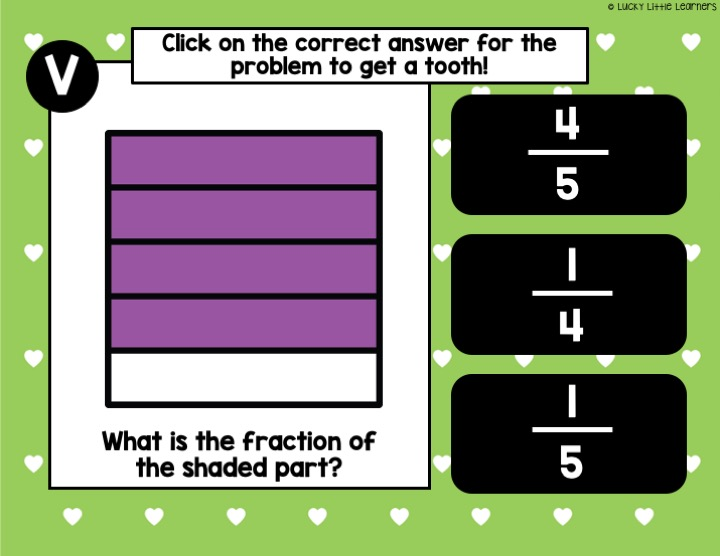 © Lucky Little Learners
Click on the correct answer for the
problem to get a tooth!
V
What is the fraction of
the shaded part?
4
5
1
4
1
5